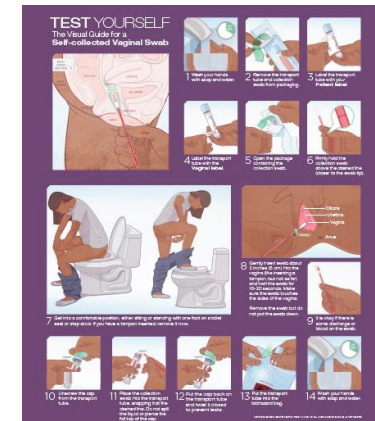 TEST YOURSELF
The Visual Guide for a
Self-collected Vaginal Swab
1 Wash your hands
with soap and water.
2 Remove the transport
tube and collection
swab from packaging.
3 Label the transport
tube with your
Patient label.
4 Label the transport
tube with the
Vaginal label.
5 Open the package
containing the
collection swab.
6 Firmly hold the
collection swab
above the dashed line
(closer to the swab tip).
7 Get into a comfortable position, either sitting or standing with one foot on a toilet
seat or step stool. If you have a tampon inserted, remove it now.
Clitoris
Urethra
Vagina
Anus
8 Gently insert swab about
2 inches (5 cm) into the
vagina (like inserting a
tampon, but not as far)
and twirl the swab for
10-30 seconds. Make
sure the swab touches
the sides of the vagina.
Remove the swab but do
not put the swab down.
9 It is okay if there is
some discharge or
blood on the swab.
10 Unscrew the cap
from the transport
tube.
11 Place the collection
swab into the transport
tube, snapping it at the
dashed line. Do not spill
the liquid or pierce the
foil top of the cap.
12 Put the cap back on
the transport tube
and twist it closed
to prevent leaks.
13 Put the transport
tube into the
biohazard bag.
14 Wash your hands
with soap and water.